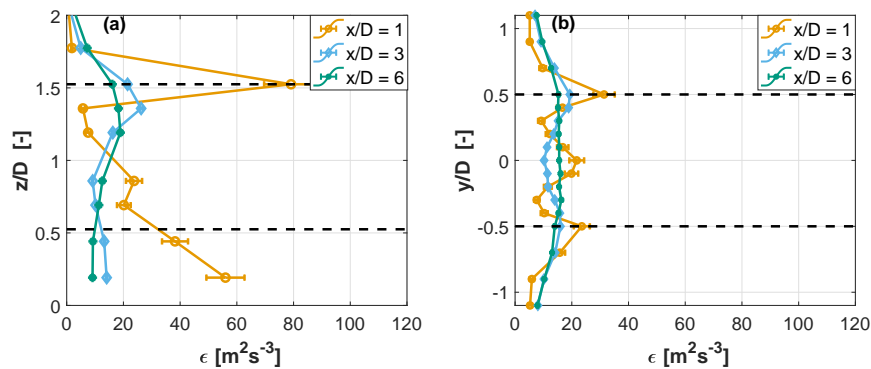 (a)
x/D = 1
x/D = 3
x/D = 6
2
1.5
1
0.5
0
z/D [-]
0 20 40 60 80 100 120
ϵ [m²s⁻³]
(b)
x/D = 1
x/D = 3
x/D = 6
1
0.5
0
-0.5
-1
y/D [-]
0 20 40 60 80 100 120
ϵ [m²s⁻³]